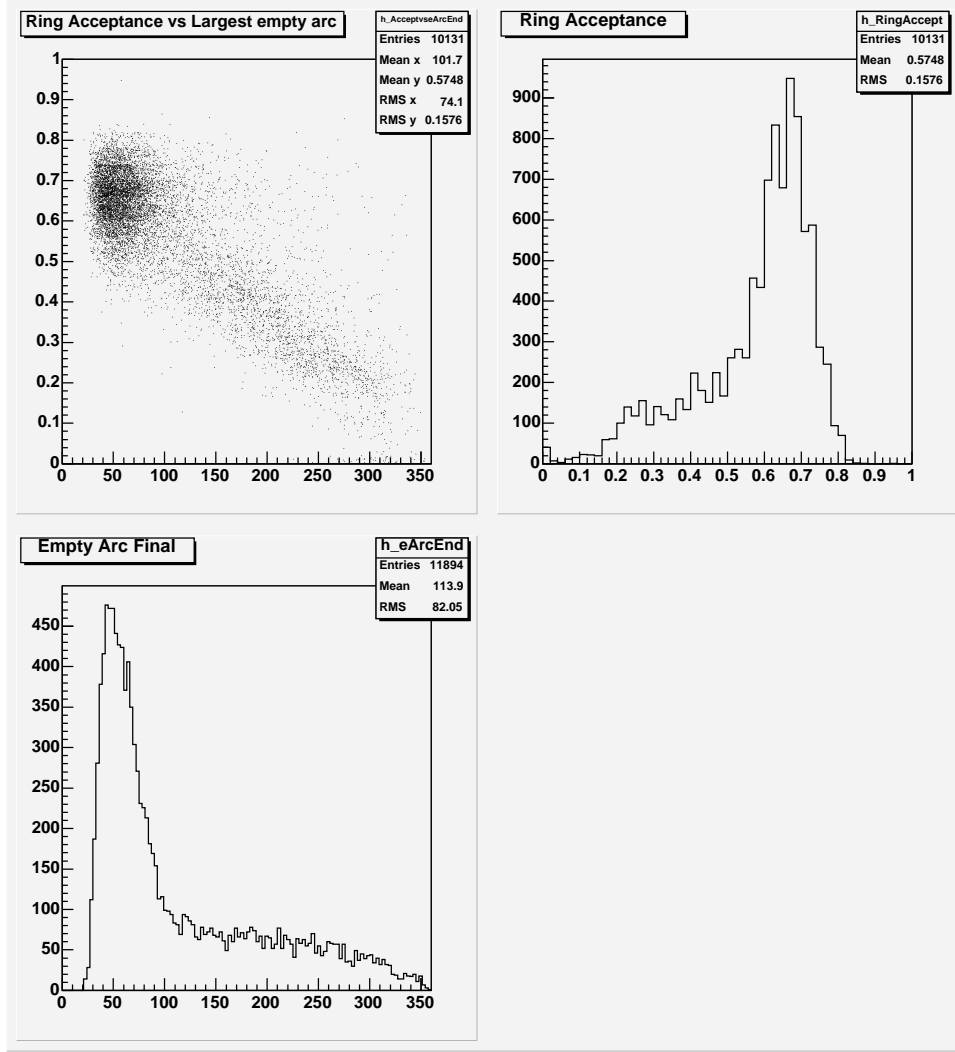 Ring Acceptance vs Largest empty arc
h_AcceptvseArcEnd
Entries 10131
Mean x 101.7
Mean y 0.5748
RMS x 74.1
RMS y 0.1576
1
0.9
0.8
0.7
0.6
0.5
0.4
0.3
0.2
0.1
0
0 50 100 150 200 250 300 350
Ring Acceptance
h_RingAccept
Entries 10131
Mean 0.5748
RMS 0.1576
900
800
700
600
500
400
300
200
100
0
0 0.1 0.2 0.3 0.4 0.5 0.6 0.7 0.8 0.9 1
Empty Arc Final
h_eArcEnd
Entries 11894
Mean 113.9
RMS 82.05
450
400
350
300
250
200
150
100
50
0
0 50 100 150 200 250 300 350